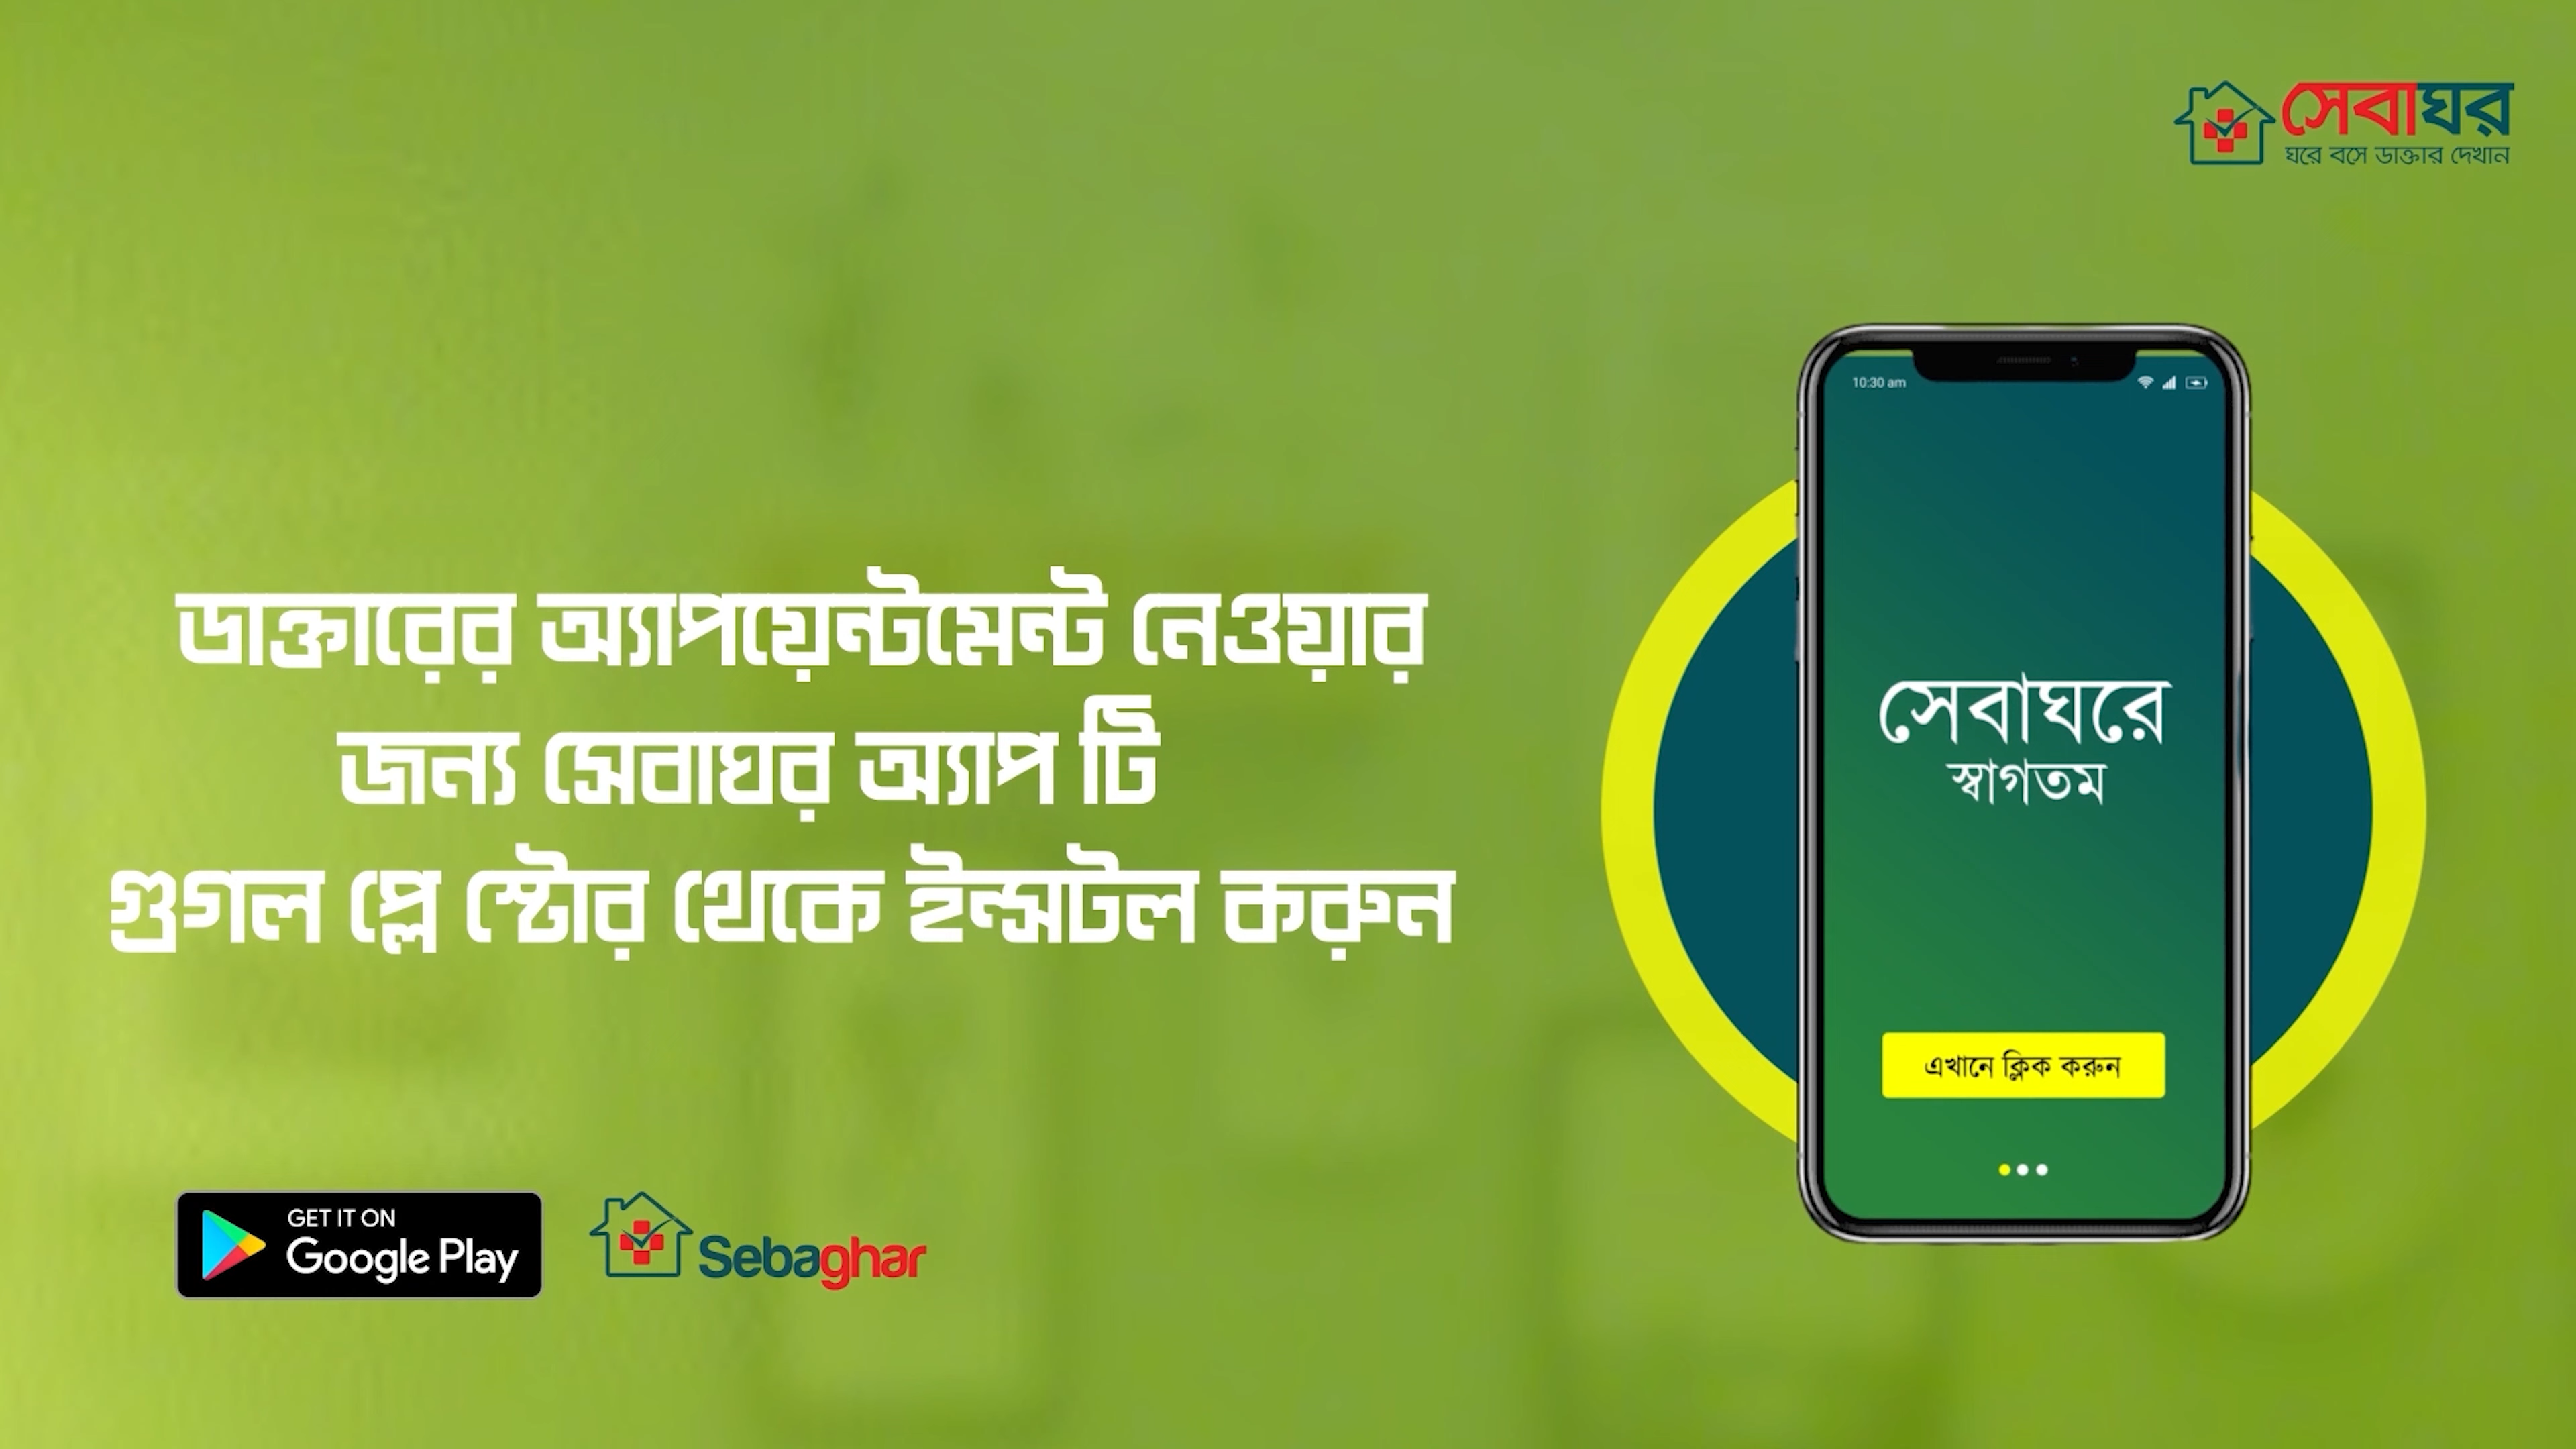 সেবাঘর
ঘরে বসে ডাক্তার দেখান
ডাক্তারের অ্যাপয়েন্টমেন্ট নেওয়ার
জন্য সেবাঘর অ্যাপ টি
গুগল প্লে স্টোর থেকে ইন্সটল করুন
10:30 am
সেবাঘরে
স্বাগতম
এখানে ক্লিক করুন
GET IT ON
Google Play
Sebaghar